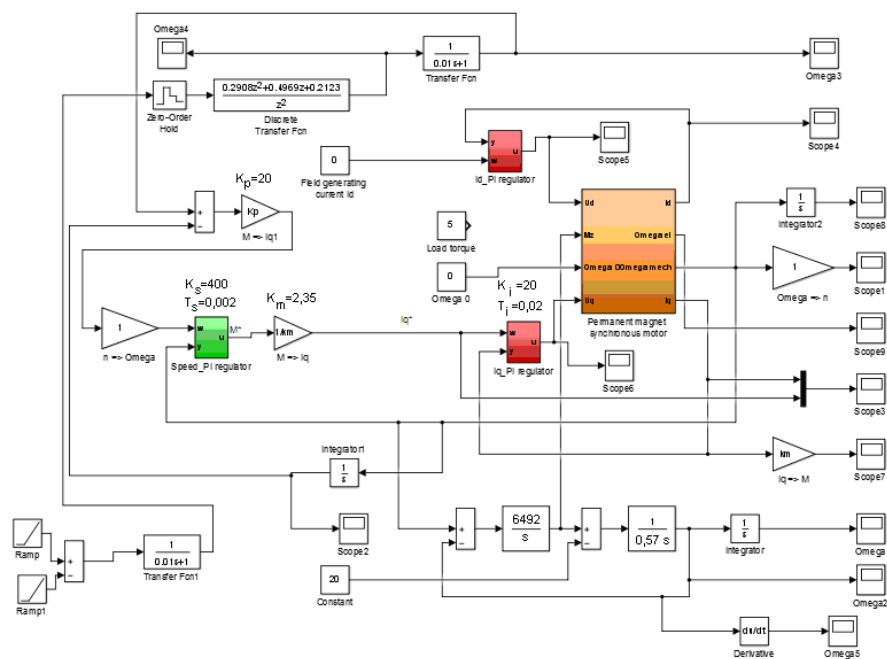 Omega4
1
0.01s+1
Transfer Fcn
Omega3
Zero-Order
Hold
0.2908z²+0.4969z+0.2123
z²
Discrete
Transfer Fcn
y
w
u
Id_PI regulator
Scope5
Scope4
0
Field generating
current Id
Kp=20
+
−
Kp
M => Iq1
5
Load torque
0
Omega 0
Ud
Mz
Omega 0
Uq
Id
Omega el
Omega mech
Iq
Permanent magnet
synchronous motor
1
s
Integrator2
Scope8
1
Omega => n
Scope1
Scope9
Ks=400
Ts=0,002
Km=2,35
1
n => Omega
w
y
u
Speed_PI regulator
M*
1/km
M => Iq
Iq*
Ki=20
Ti=0,02
w
y
u
Iq_PI regulator
Scope6
Scope3
km
Iq => M
Scope7
Integrator1
1
s
Scope2
+
−
6492
s
+
−
1
0,57 s
1
s
Integrator
Omega
Ramp
Ramp1
+
−
1
0.01s+1
Transfer Fcn1
20
Constant
Omega2
du/dt
Derivative
Omega5